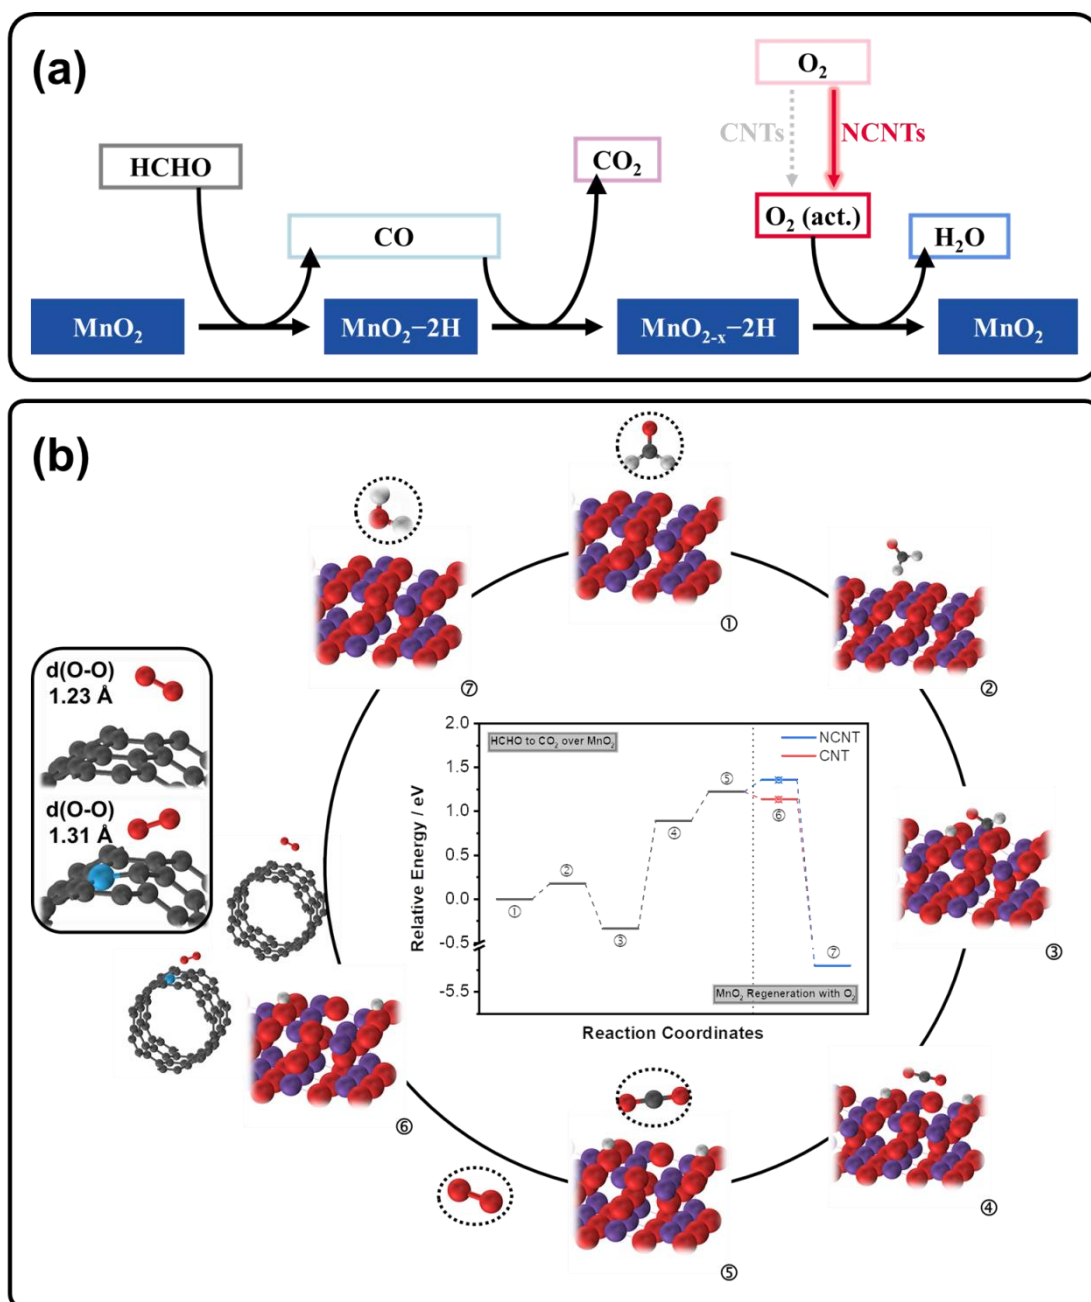 (a)
O₂
CNTs
NCNTs
HCHO
CO₂
CO
O₂ (act.)
H₂O
MnO₂
MnO₂−2H
MnO₂₋ₓ−2H
MnO₂
(b)
①
②
③
④
⑤
⑥
⑦
d(O-O)
1.23 Å
d(O-O)
1.31 Å
HCHO to CO₂ over MnO₂
NCNT
CNT
2.0
1.5
1.0
0.5
0.0
-0.5
-5.5
Relative Energy / eV
①
②
③
④
⑤
⑥
⑦
MnO₂ Regeneration with O₂
Reaction Coordinates